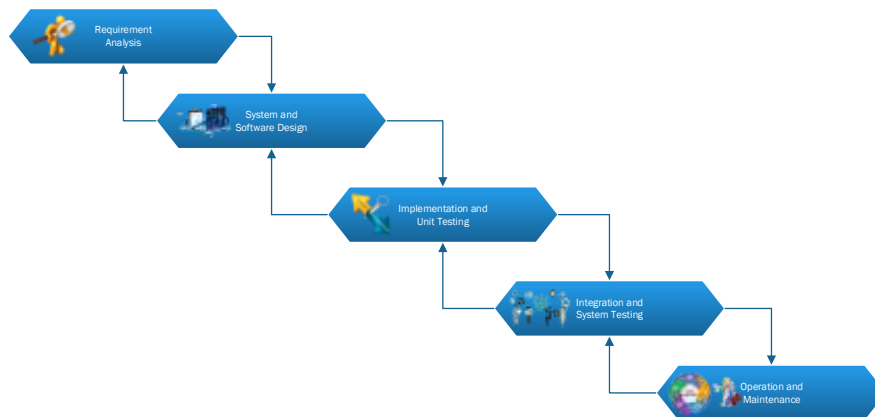 Requirement
Analysis
System and
Software Design
Implementation and
Unit Testing
Integration and
System Testing
Operation and
Maintenance